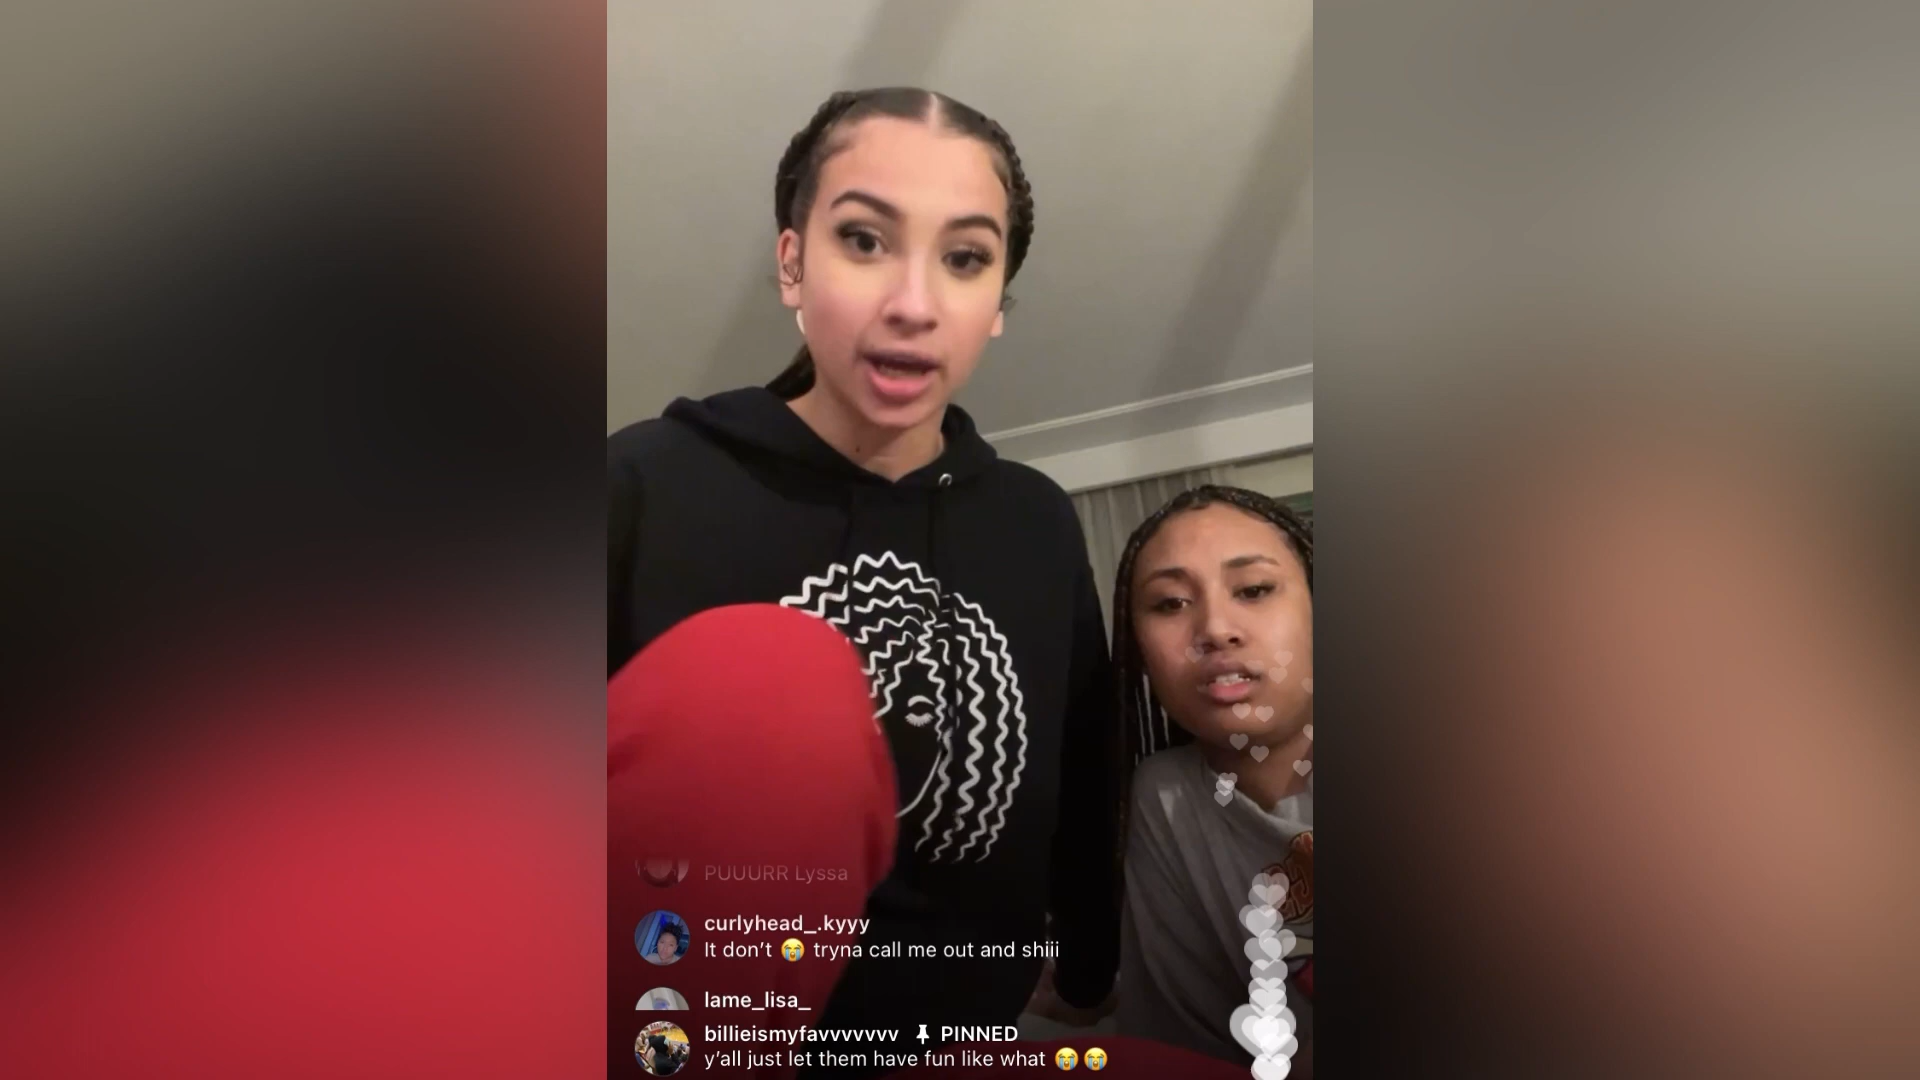 PUUURR Lyssa
curlyhead_.kyyy
It don't 😭 tryna call me out and shiii
lame_lisa_
billieismyfavvvvvvv 📌 PINNED
y'all just let them have fun like what 😭😭